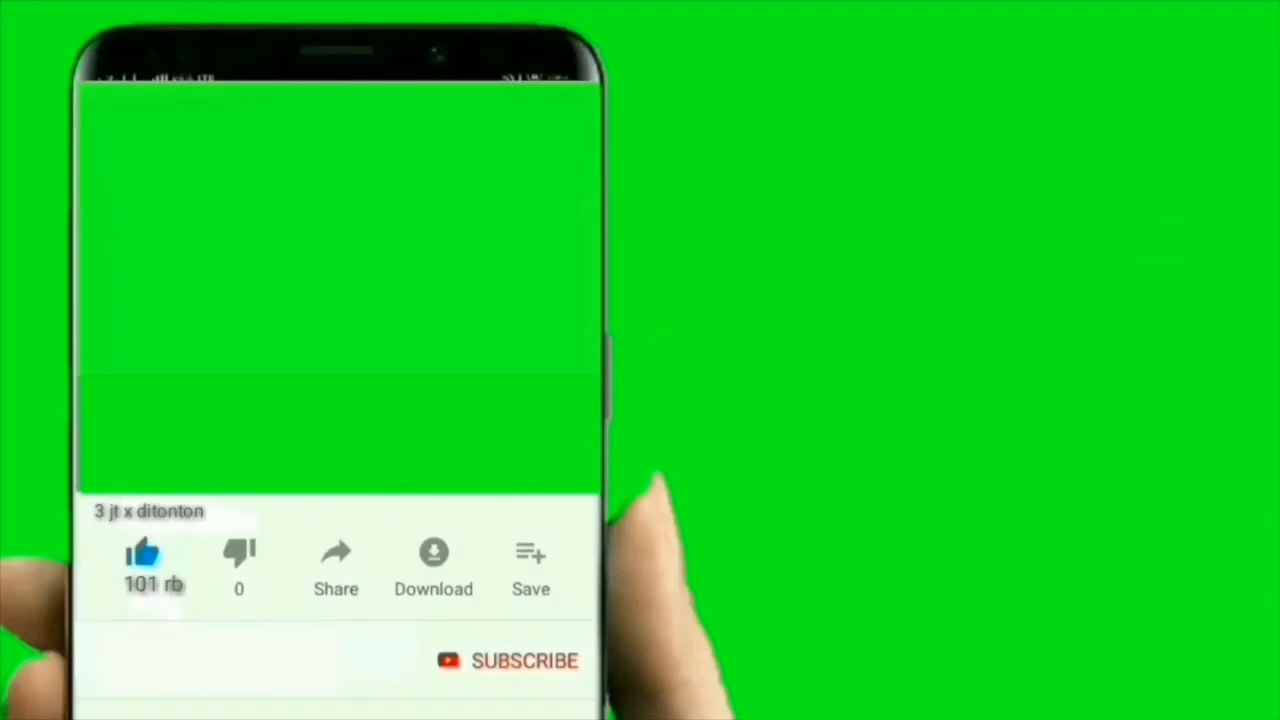 3 jt x ditonton
101 rb
0
Share
Download
Save
SUBSCRIBE